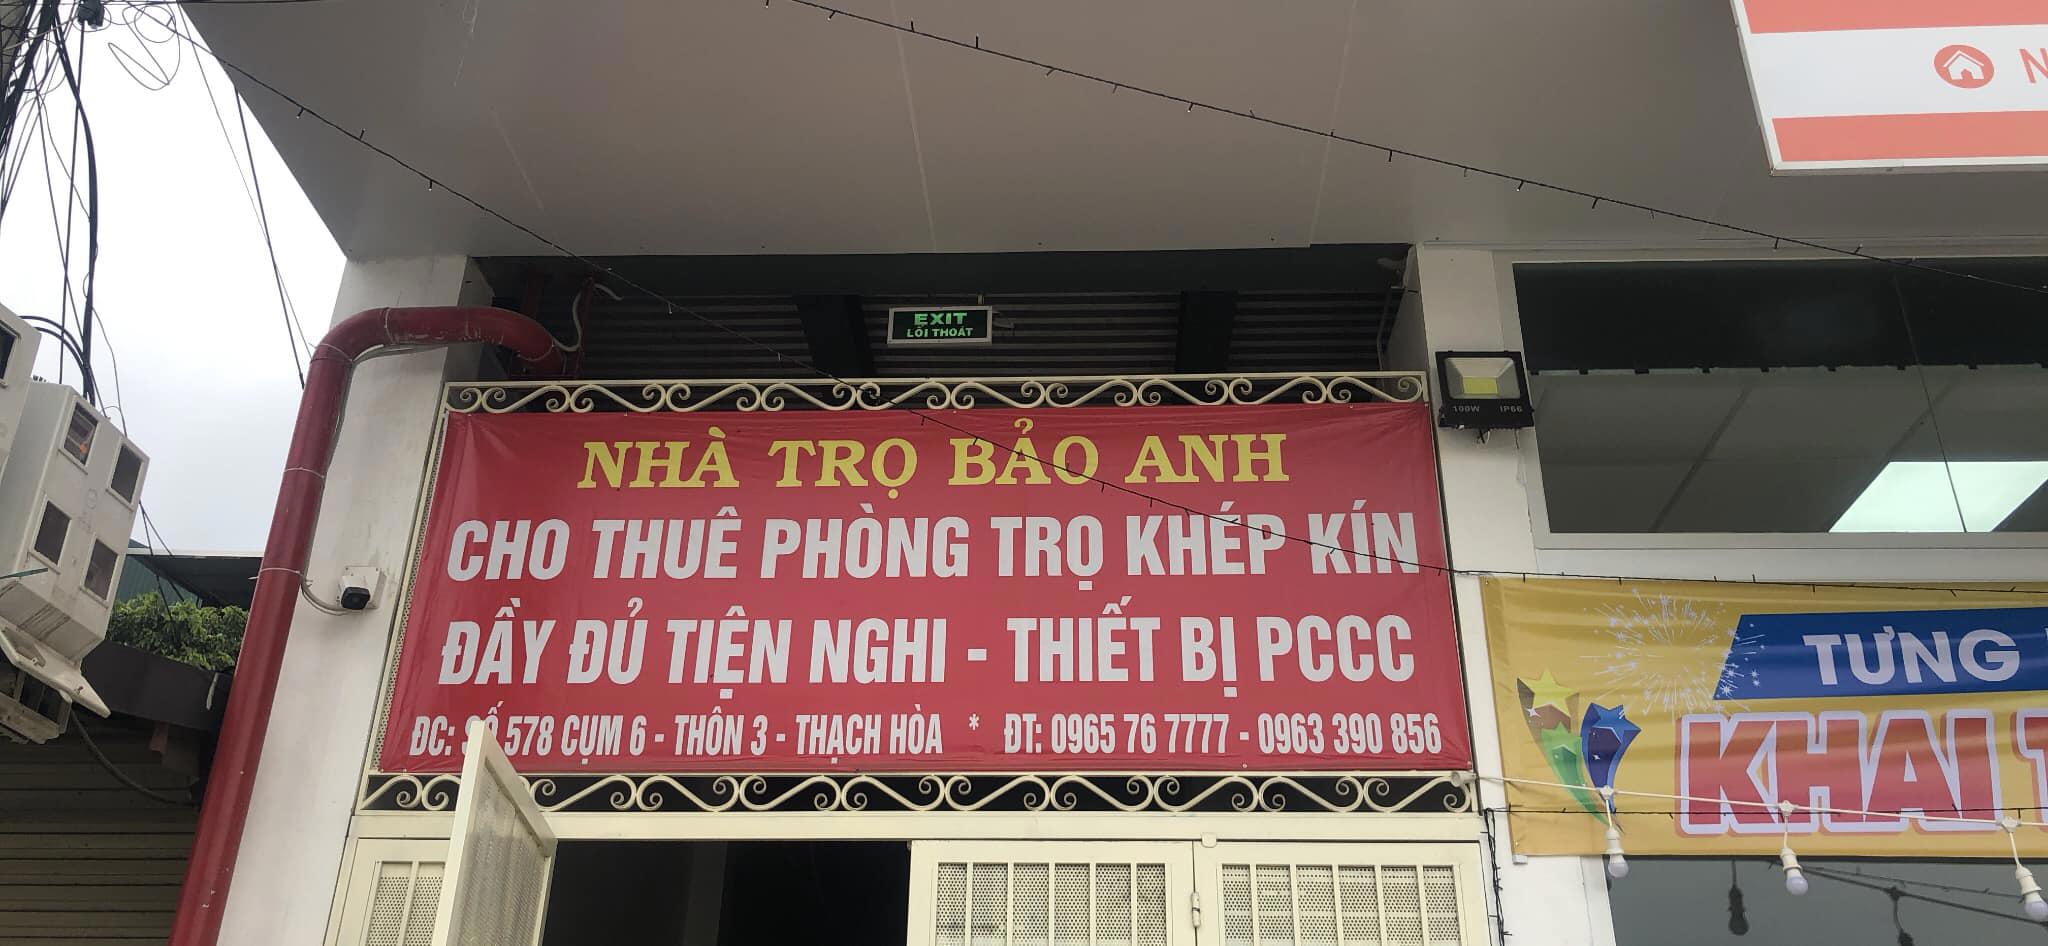 EXIT
LỐI THOÁT
NHÀ TRỌ BẢO ANH
CHO THUÊ PHÒNG TRỌ KHÉP KÍN
ĐẦY ĐỦ TIỆN NGHI - THIẾT BỊ PCCC
ĐC: SỐ 578 CỤM 6 - THÔN 3 - THẠCH HÒA * ĐT: 0965 76 7777 - 0963 390 856
100W IP66
TƯNG
KHAI